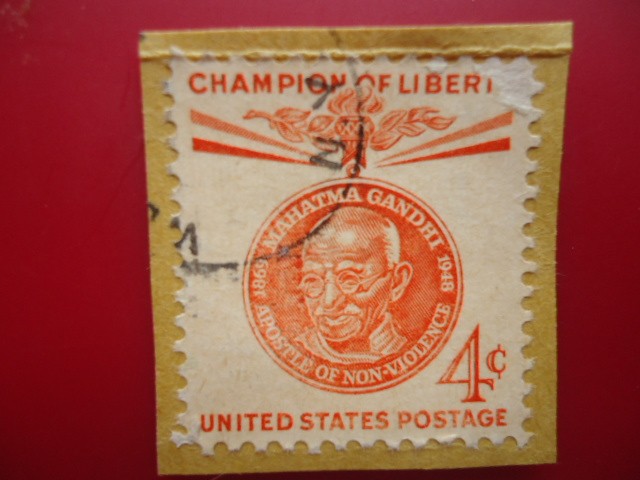 CHAMPION OF LIBERT
MAHATMA GANDHI
1869 1948
APOSTLE OF NON-VIOLENCE
4¢
UNITED STATES POSTAGE